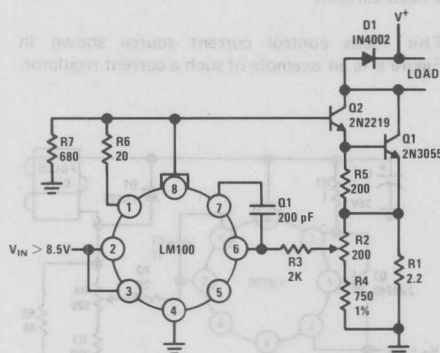 V+
D1
IN4002
LOAD
Q2
2N2219
Q1
2N3055
R7
680
R6
20
8
1
7
Q1
200 pF
R5
200
VIN > 8.5V
2
LM100
6
R3
2K
R2
200
R1
2.2
3
5
4
R4
750
1%